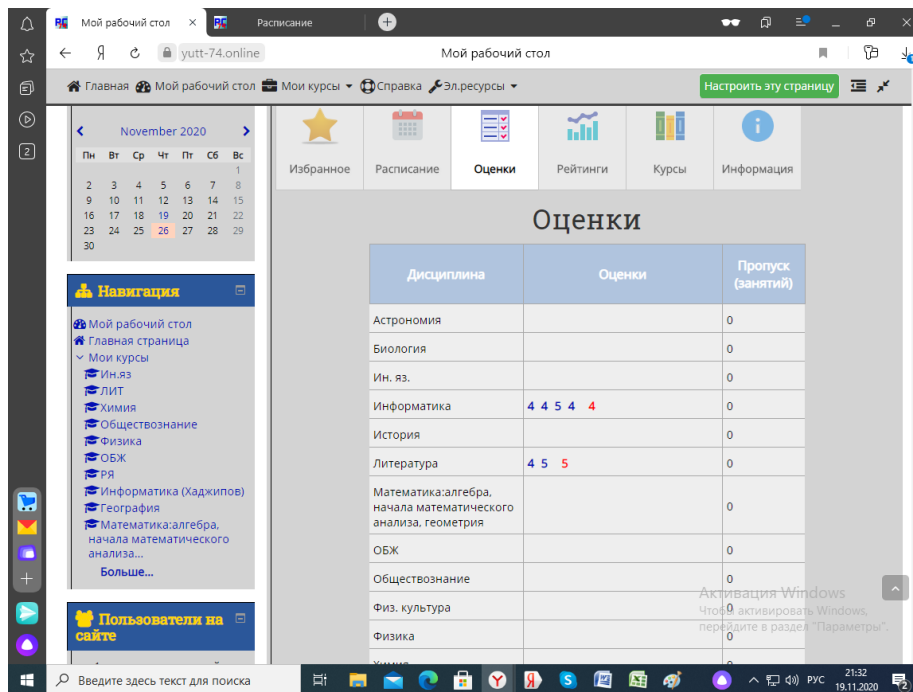 Мой рабочий стол
Расписание
yutt-74.online
Мой рабочий стол
Главная Мой рабочий стол Мои курсы Справка Эл.ресурсы
Настроить эту страницу
2
November 2020
Пн Вт Ср Чт Пт Сб Вс
1
2 3 4 5 6 7 8
9 10 11 12 13 14 15
16 17 18 19 20 21 22
23 24 25 26 27 28 29
30
Избранное Расписание Оценки Рейтинги Курсы Информация
Навигация
Мой рабочий стол
Главная страница
Мои курсы
Ин.яз
ЛИТ
Химия
Обществознание
Физика
ОБЖ
РЯ
Информатика (Хаджипов)
География
Математика:алгебра,
начала математического
анализа...
Больше...
Пользователи на
сайте
Оценки
Дисциплина Оценки Пропуск
(занятий)
Астрономия 0
Биология 0
Ин. яз. 0
Информатика 4 4 5 4 4 0
История 0
Литература 4 5 5 0
Математика:алгебра,
начала математического
анализа, геометрия 0
ОБЖ 0
Обществознание 0
Физ. культура 0
Физика 0
Активация Windows
Чтобы активировать Windows,
перейдите в раздел "Параметры".
Введите здесь текст для поиска
РУС
21:32
19.11.2020